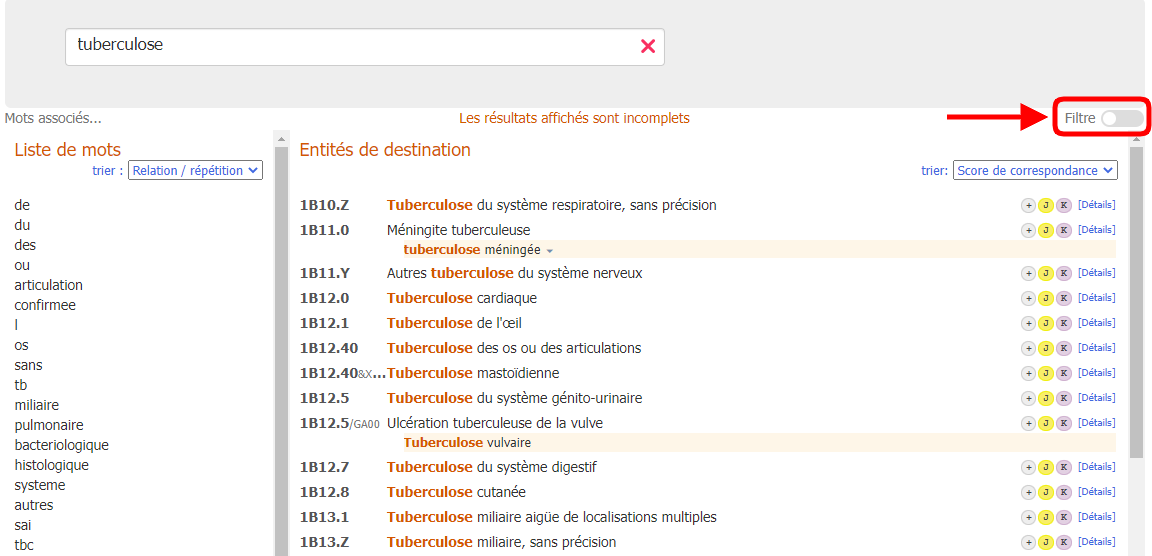 tuberculose
Mots associés...
Les résultats affichés sont incomplets
Filtre
Liste de mots
trier : Relation / répétition
de
du
des
ou
articulation
confirmee
l
os
sans
tb
miliaire
pulmonaire
bacteriologique
histologique
systeme
autres
sai
tbc
Entités de destination
trier: Score de correspondance
1B10.Z Tuberculose du système respiratoire, sans précision + J K [Détails]
1B11.0 Méningite tuberculeuse + J K [Détails]
tuberculose méningée
1B11.Y Autres tuberculose du système nerveux + J K [Détails]
1B12.0 Tuberculose cardiaque + J K [Détails]
1B12.1 Tuberculose de l'œil + J K [Détails]
1B12.40 Tuberculose des os ou des articulations + J K [Détails]
1B12.40&X... Tuberculose mastoïdienne + J K [Détails]
1B12.5 Tuberculose du système génito-urinaire + J K [Détails]
1B12.5/GA00 Ulcération tuberculeuse de la vulve + J K [Détails]
Tuberculose vulvaire
1B12.7 Tuberculose du système digestif + J K [Détails]
1B12.8 Tuberculose cutanée + J K [Détails]
1B13.1 Tuberculose miliaire aigüe de localisations multiples + J K [Détails]
1B13.Z Tuberculose miliaire, sans précision + J K [Détails]